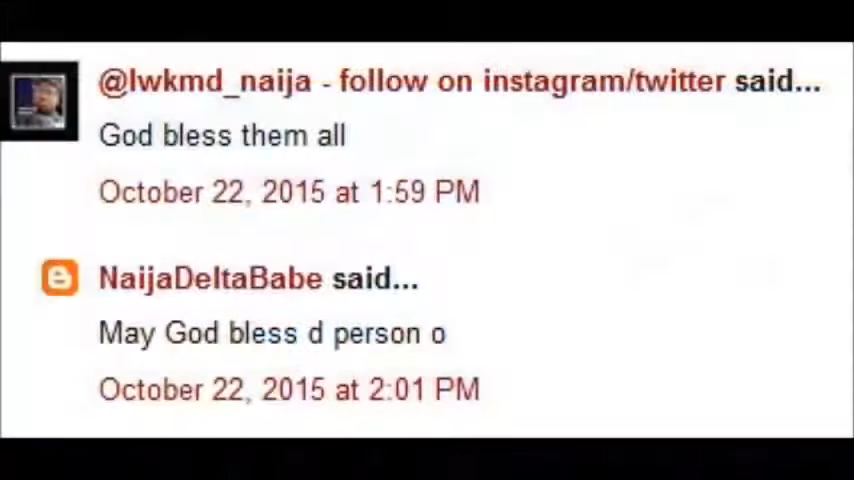 @lwkmd_naija - follow on instagram/twitter said...
God bless them all
October 22, 2015 at 1:59 PM
NaijaDeltaBabe said...
May God bless d person o
October 22, 2015 at 2:01 PM